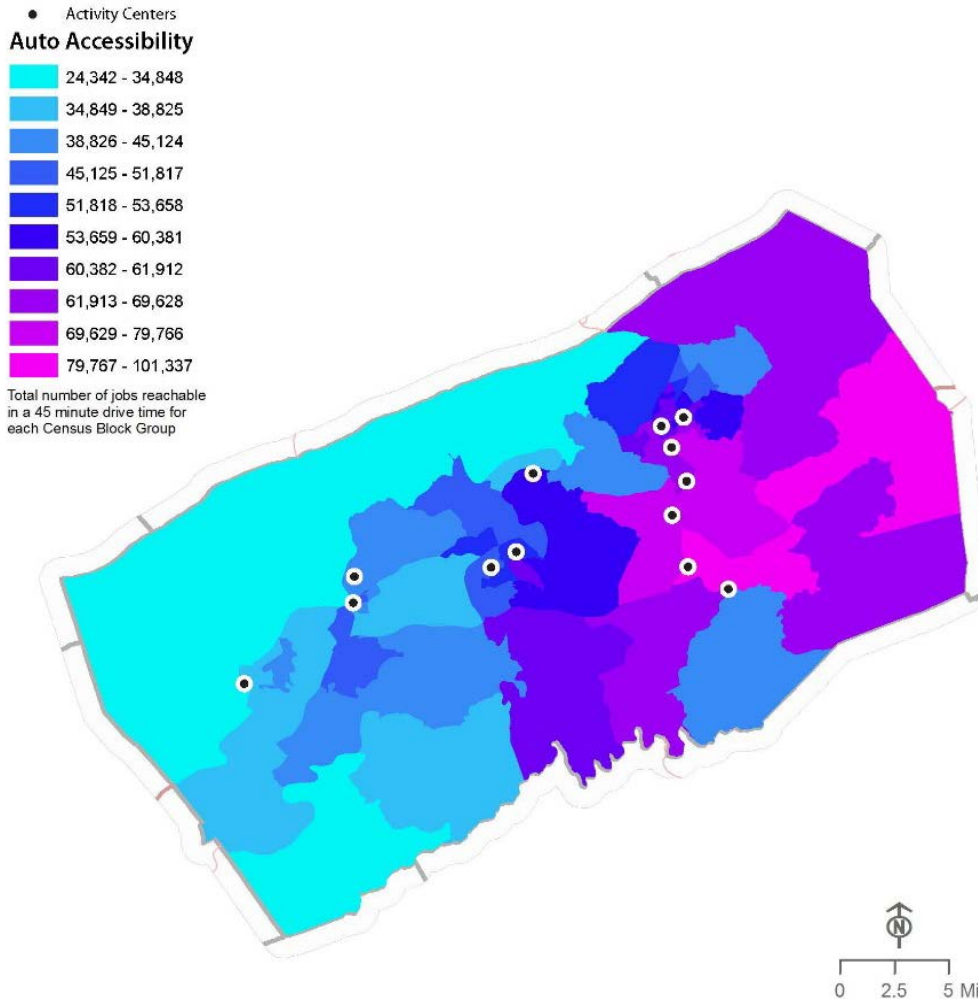 Activity Centers
Auto Accessibility
24,342 - 34,848
34,849 - 38,825
38,826 - 45,124
45,125 - 51,817
51,818 - 53,658
53,659 - 60,381
60,382 - 61,912
61,913 - 69,628
69,629 - 79,766
79,767 - 101,337
Total number of jobs reachable
in a 45 minute drive time for
each Census Block Group
N
0 2.5 5 Mi